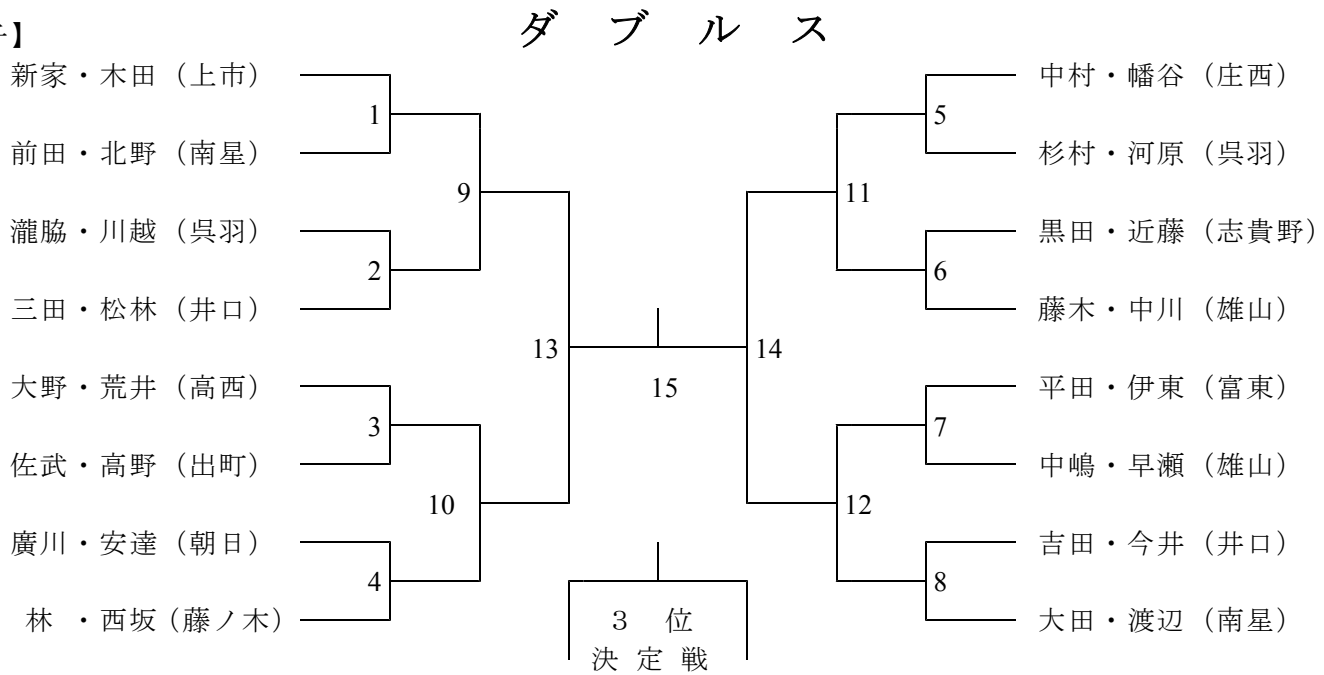 ダブルス
】
新家・木田（上市）
1
前田・北野（南星）
9
瀧脇・川越（呉羽）
2
三田・松林（井口）
13
大野・荒井（高西）
3
佐武・高野（出町）
10
廣川・安達（朝日）
4
林・西坂（藤ノ木）
15
3位
決定戦
中村・幡谷（庄西）
5
杉村・河原（呉羽）
11
黒田・近藤（志貴野）
6
藤木・中川（雄山）
14
平田・伊東（富東）
7
中嶋・早瀬（雄山）
12
吉田・今井（井口）
8
大田・渡辺（南星）